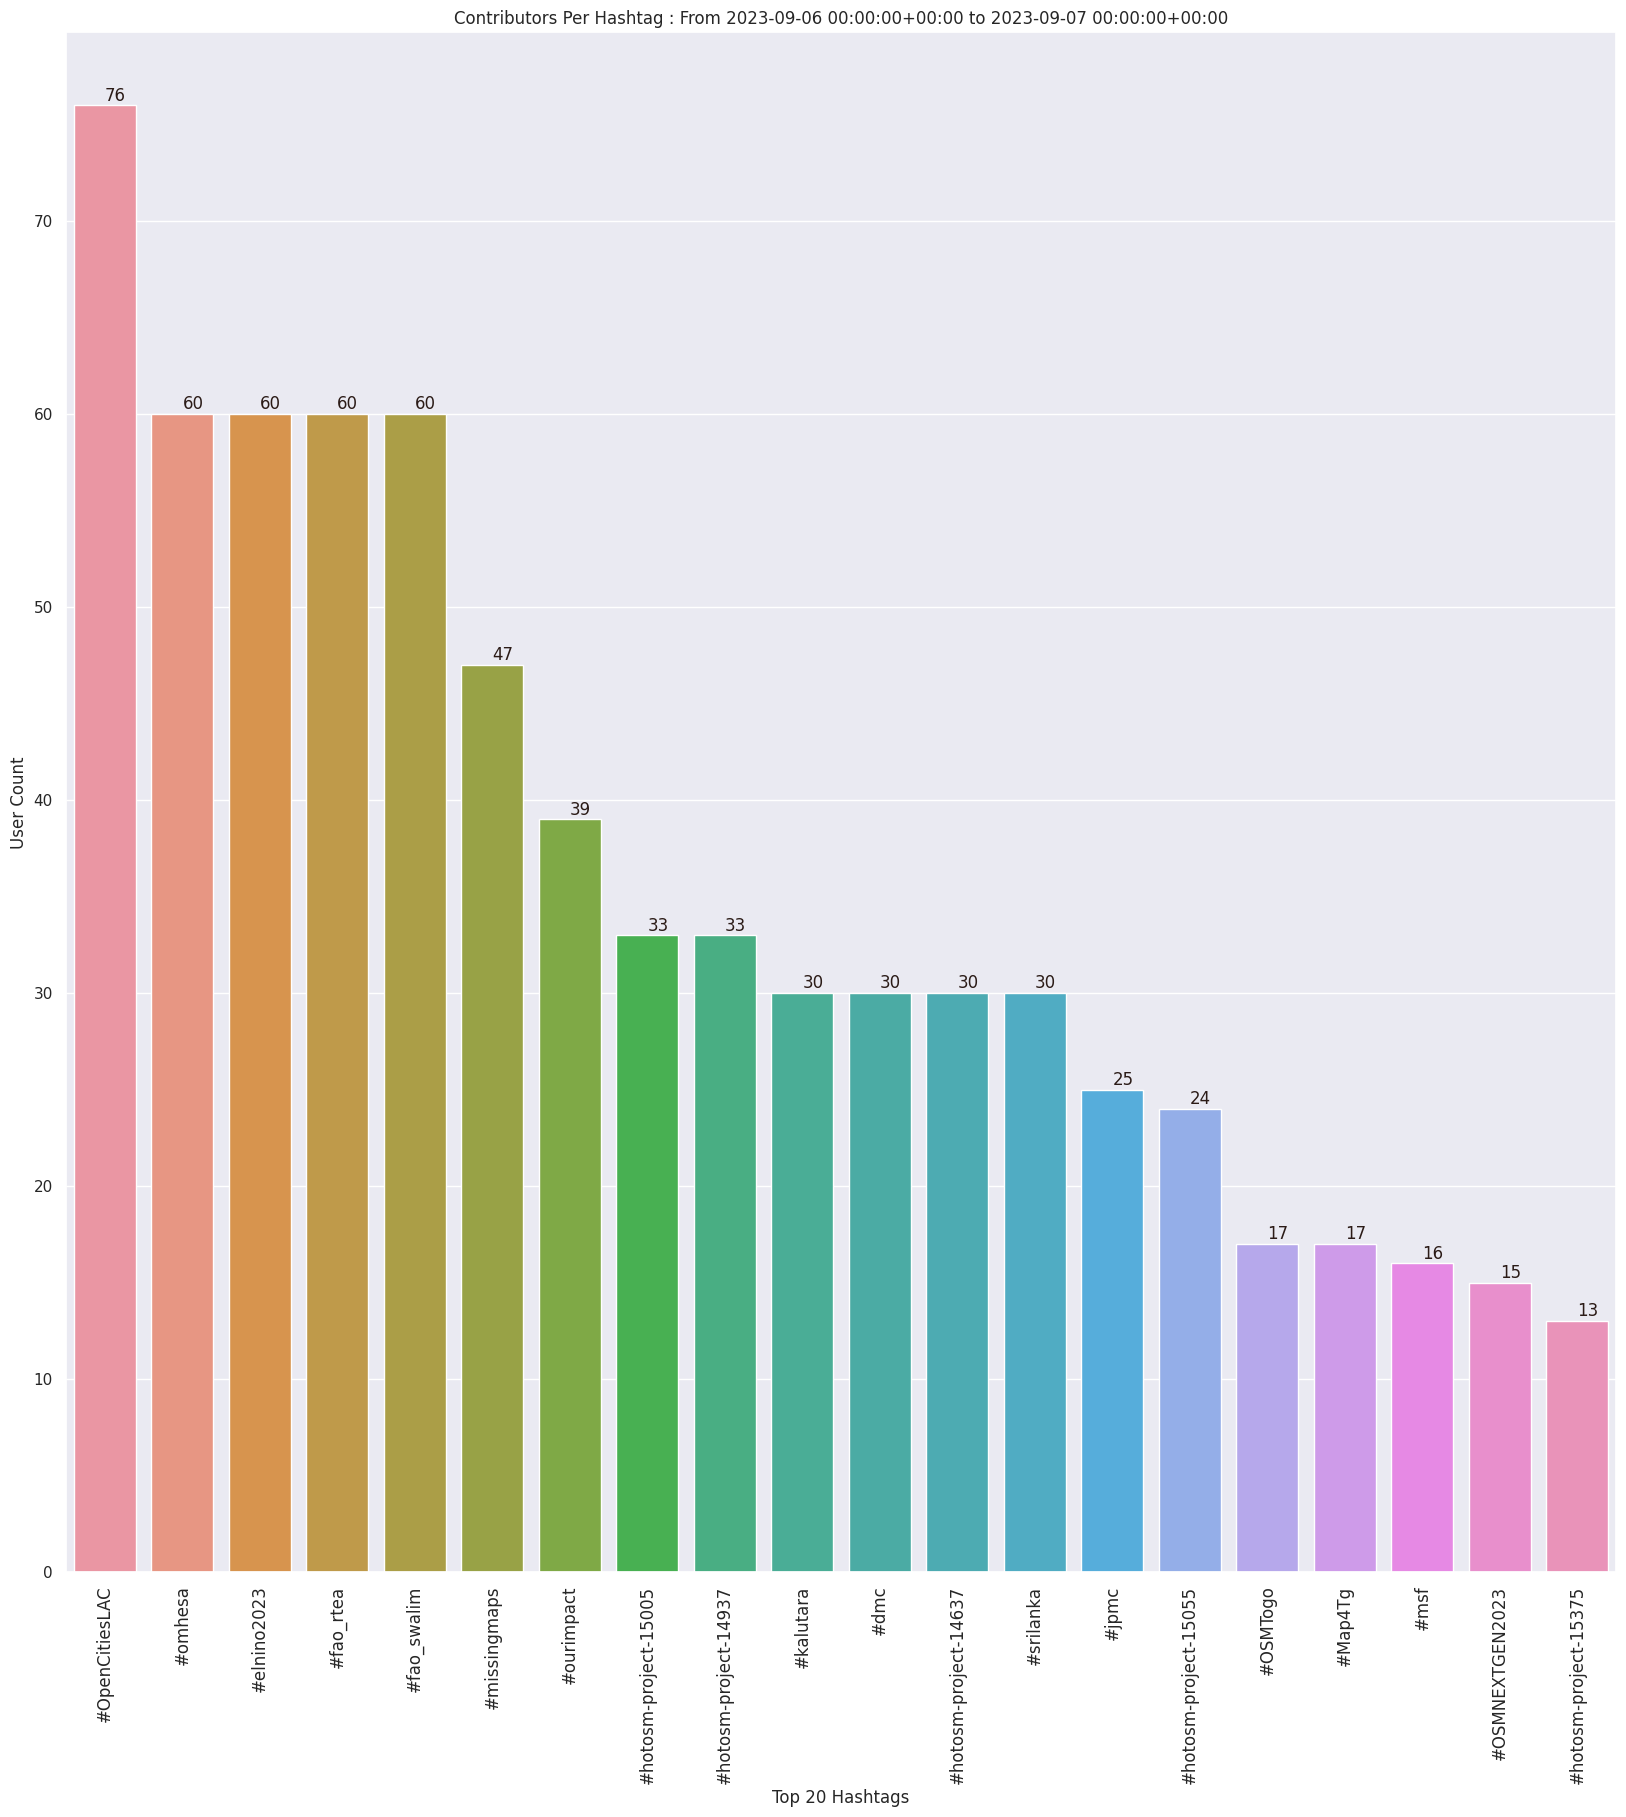 Contributors Per Hashtag : From 2023-09-06 00:00:00+00:00 to 2023-09-07 00:00:00+00:00
76
60
60
60
60
47
39
33
33
30
30
30
30
25
24
17
17
16
15
13
User Count
70
60
50
40
30
20
10
0
#OpenCitiesLAC
#omhesa
#elnino2023
#fao_rtea
#fao_swalim
#missingmaps
#ourimpact
#hotosm-project-15005
#hotosm-project-14937
#kalutara
#dmc
#hotosm-project-14637
#srilanka
#jpmc
#hotosm-project-15055
#OSMTogo
#Map4Tg
#msf
#OSMNEXTGEN2023
#hotosm-project-15375
Top 20 Hashtags